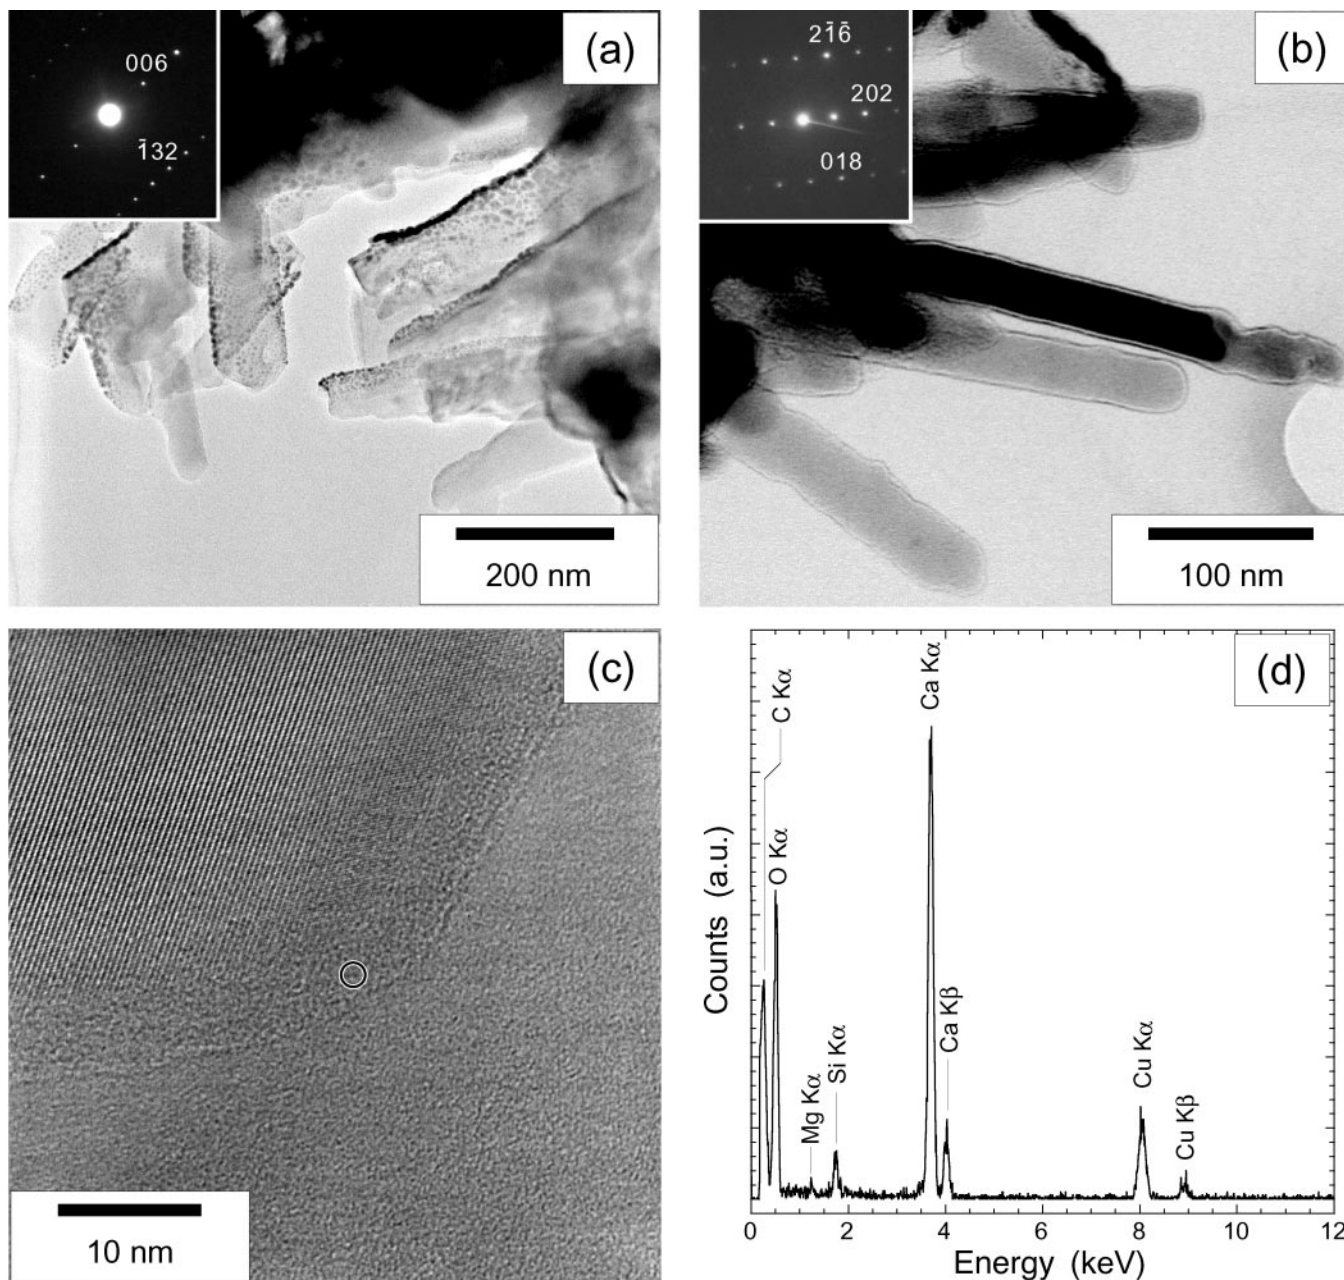 (a)
006
1̄32
200 nm
(b)
21̄6̄
202
018
100 nm
(c)
10 nm
(d)
C Kα
O Kα
Mg Kα
Si Kα
Ca Kα
Ca Kβ
Cu Kα
Cu Kβ
Counts (a.u.)
0 2 4 6 8 10 12
Energy (keV)